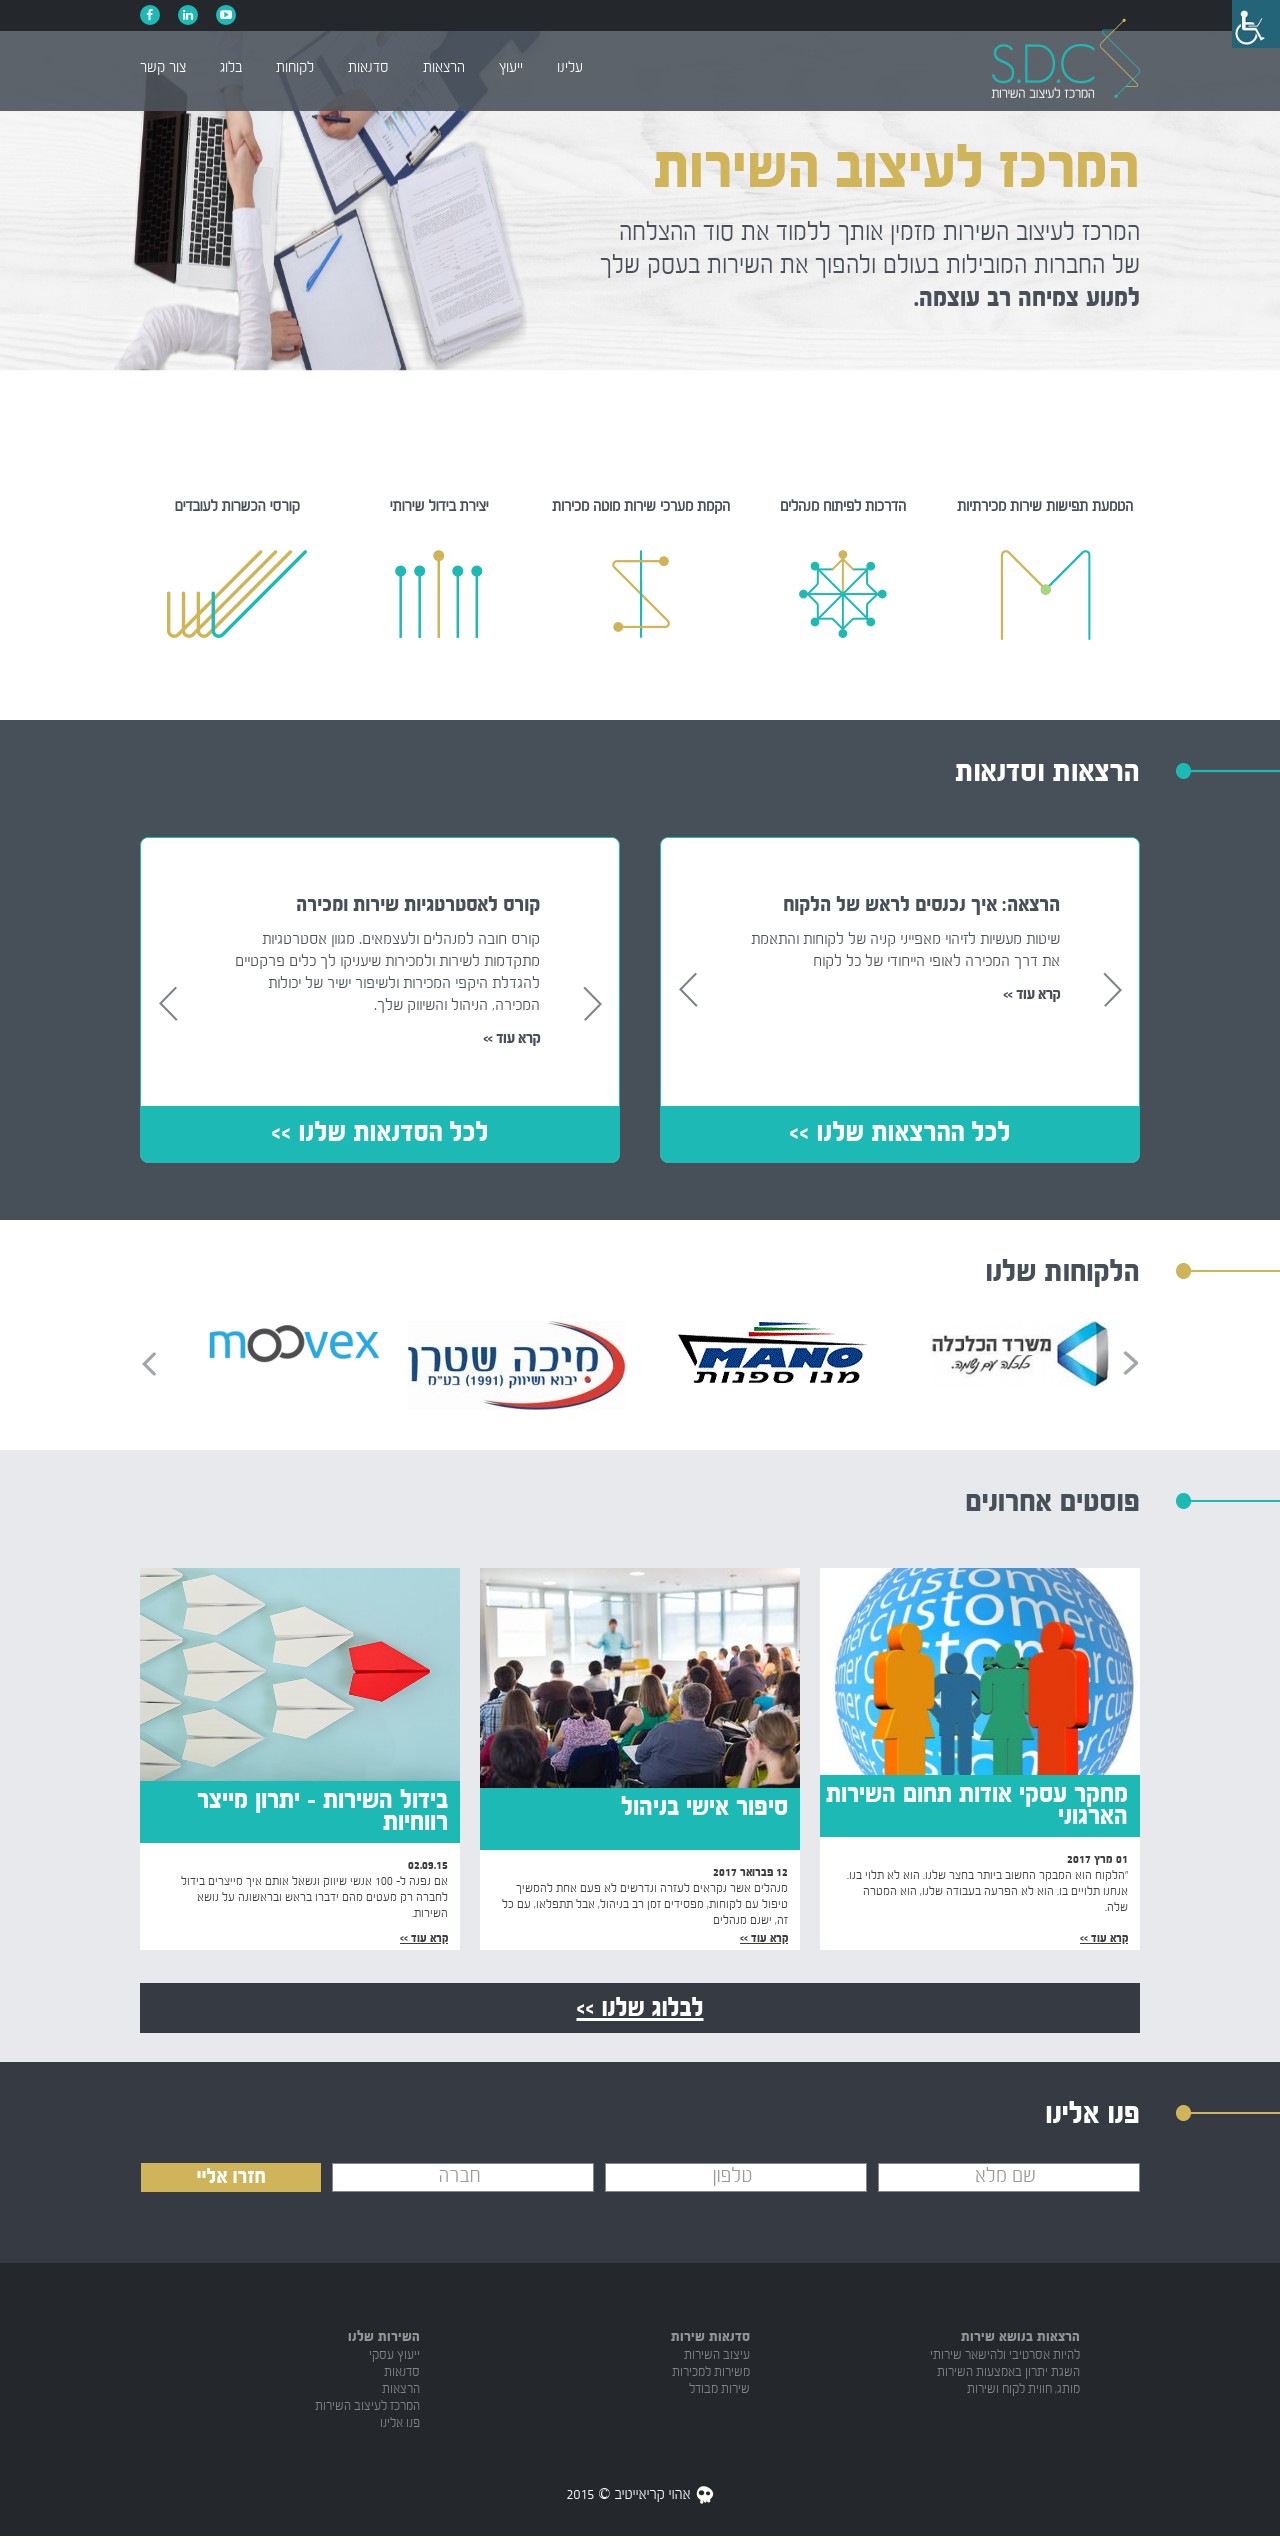 S.D.C
המרכז לעיצוב השירות
עלינו
ייעוץ
הרצאות
סדנאות
לקוחות
בלוג
צור קשר
המרכז לעיצוב השירות
המרכז לעיצוב השירות מזמין אותך ללמוד את סוד ההצלחה
של החברות המובילות בעולם ולהפוך את השירות בעסק שלך
למנוע צמיחה רב עוצמה.
הטמעת תפישות שירות מכירתיות
הדרכות לפיתוח מנהלים
הקמת מערכי שירות מוטה מכירות
יצירת בידול שירותי
קורסי הכשרות לעובדים
הרצאות וסדנאות
הרצאה: איך נכנסים לראש של הלקוח
שיטות מעשיות לזיהוי מאפייני קניה של לקוחות והתאמת
את דרך המכירה לאופי הייחודי של כל לקוח
קרא עוד >>
לכל ההרצאות שלנו >>
קורס לאסטרטגיות שירות ומכירה
קורס חובה למנהלים ולעצמאים. מגוון אסטרטגיות
מתקדמות לשירות ולמכירות שיעניקו לך כלים פרקטיים
להגדלת היקפי המכירות ולשיפור ישיר של יכולות
המכירה, הניהול והשיווק שלך.
קרא עוד >>
לכל הסדנאות שלנו >>
הלקוחות שלנו
משרד הכלכלה
כלכלה עם נשמה.
MANO
מנו ספנות
מיכה שטרן
יבוא ושיווק (1991) בע"מ
moovex
פוסטים אחרונים
customer
customer
מחקר עסקי אודות תחום השירות
הארגוני
01 מרץ 2017
"הלקוח הוא המבקר החשוב ביותר בחצר שלנו. הוא לא תלוי בנו.
אנחנו תלויים בו. הוא לא הפרעה בעבודה שלנו, הוא המטרה
שלה.
קרא עוד >>
סיפור אישי בניהול
12 פברואר 2017
מנהלים אשר נקראים לעזרה ונדרשים לא פעם אחת להמשיך
טיפול עם לקוחות, מפסידים זמן רב בניהול, אבל תתפלאו, עם כל
זה, ישנם מנהלים
קרא עוד >>
בידול השירות - יתרון מייצר
רווחיות
02.09.15
אם נפנה ל- 100 אנשי שיווק ונשאל אותם איך מייצרים בידול
לחברה רק מעטים מהם ידברו בראש ובראשונה על נושא
השירות.
קרא עוד >>
לבלוג שלנו >>
פנו אלינו
שם מלא
טלפון
חברה
חזרו אליי
הרצאות בנושא שירות
להיות אסרטיבי ולהישאר שירותי
השגת יתרון באמצעות השירות
מותג, חווית לקוח ושירות
סדנאות שירות
עיצוב השירות
משירות למכירות
שירות מבודל
השירות שלנו
ייעוץ עסקי
סדנאות
הרצאות
המרכז לעיצוב השירות
פנו אלינו
אהוי קריאייטיב © 2015